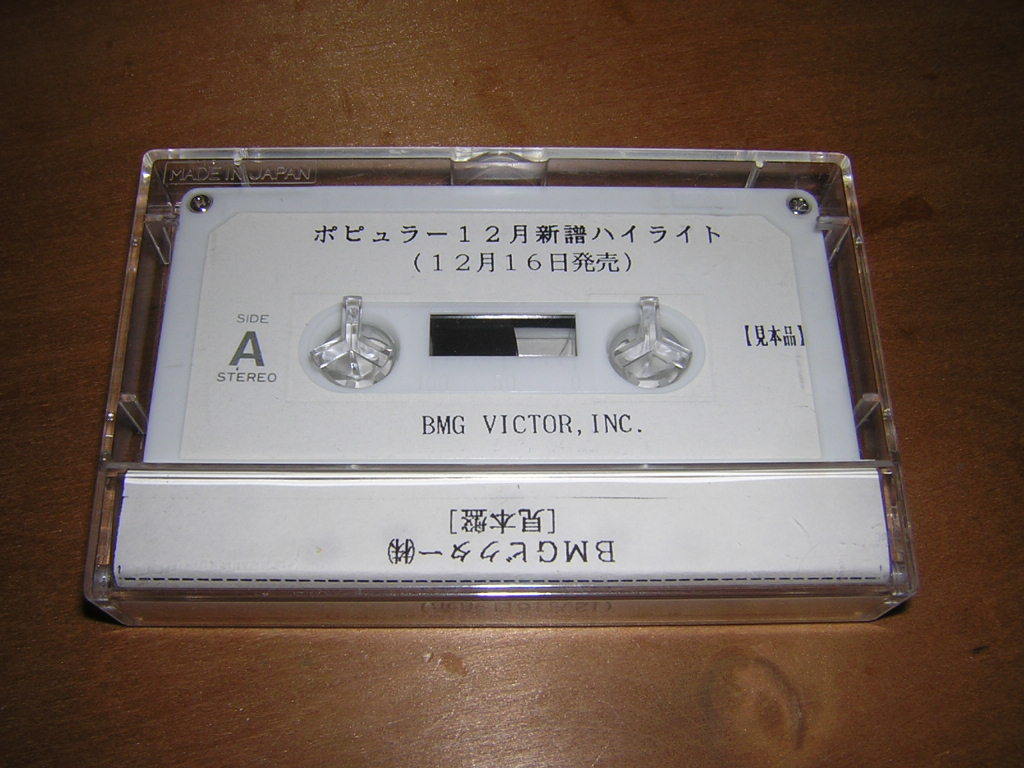 MADE IN JAPAN
ポピュラー12月新譜ハイライト
(12月16日発売)
SIDE
A
STEREO
【見本品】
BMG VICTOR, INC.
BMGビクター㈱
[見本盤]